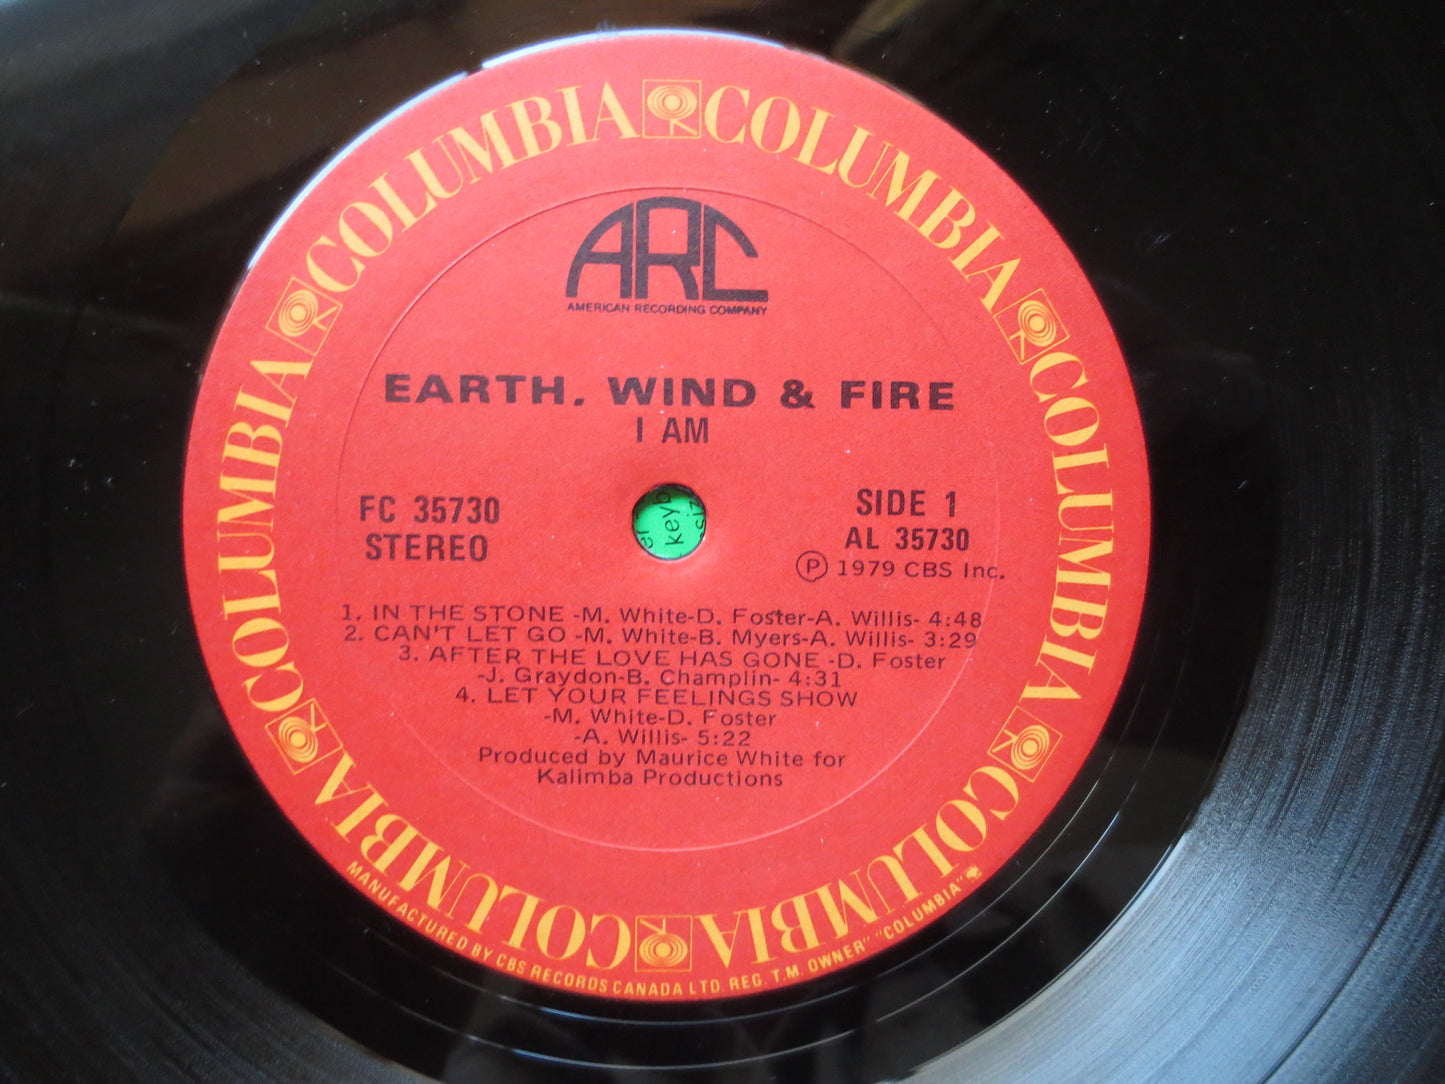 COLUMBIA COLUMBIA COLUMBIA COLUMBIA COLUMBIA COLUMBIA
ARC
AMERICAN RECORDING COMPANY
EARTH, WIND & FIRE
I AM
FC 35730
STEREO
SIDE 1
AL 35730
Ⓟ 1979 CBS Inc.
key
1. IN THE STONE -M. White-D. Foster-A. Willis- 4:48
2. CAN'T LET GO -M. White-B. Myers-A. Willis- 3:29
3. AFTER THE LOVE HAS GONE -D. Foster
-J. Graydon-B. Champlin- 4:31
4. LET YOUR FEELINGS SHOW
-M. White-D. Foster
-A. Willis- 5:22
Produced by Maurice White for
Kalimba Productions
MANUFACTURED BY CBS RECORDS CANADA LTD. REG. T.M. OWNER" "COLUMBIA"